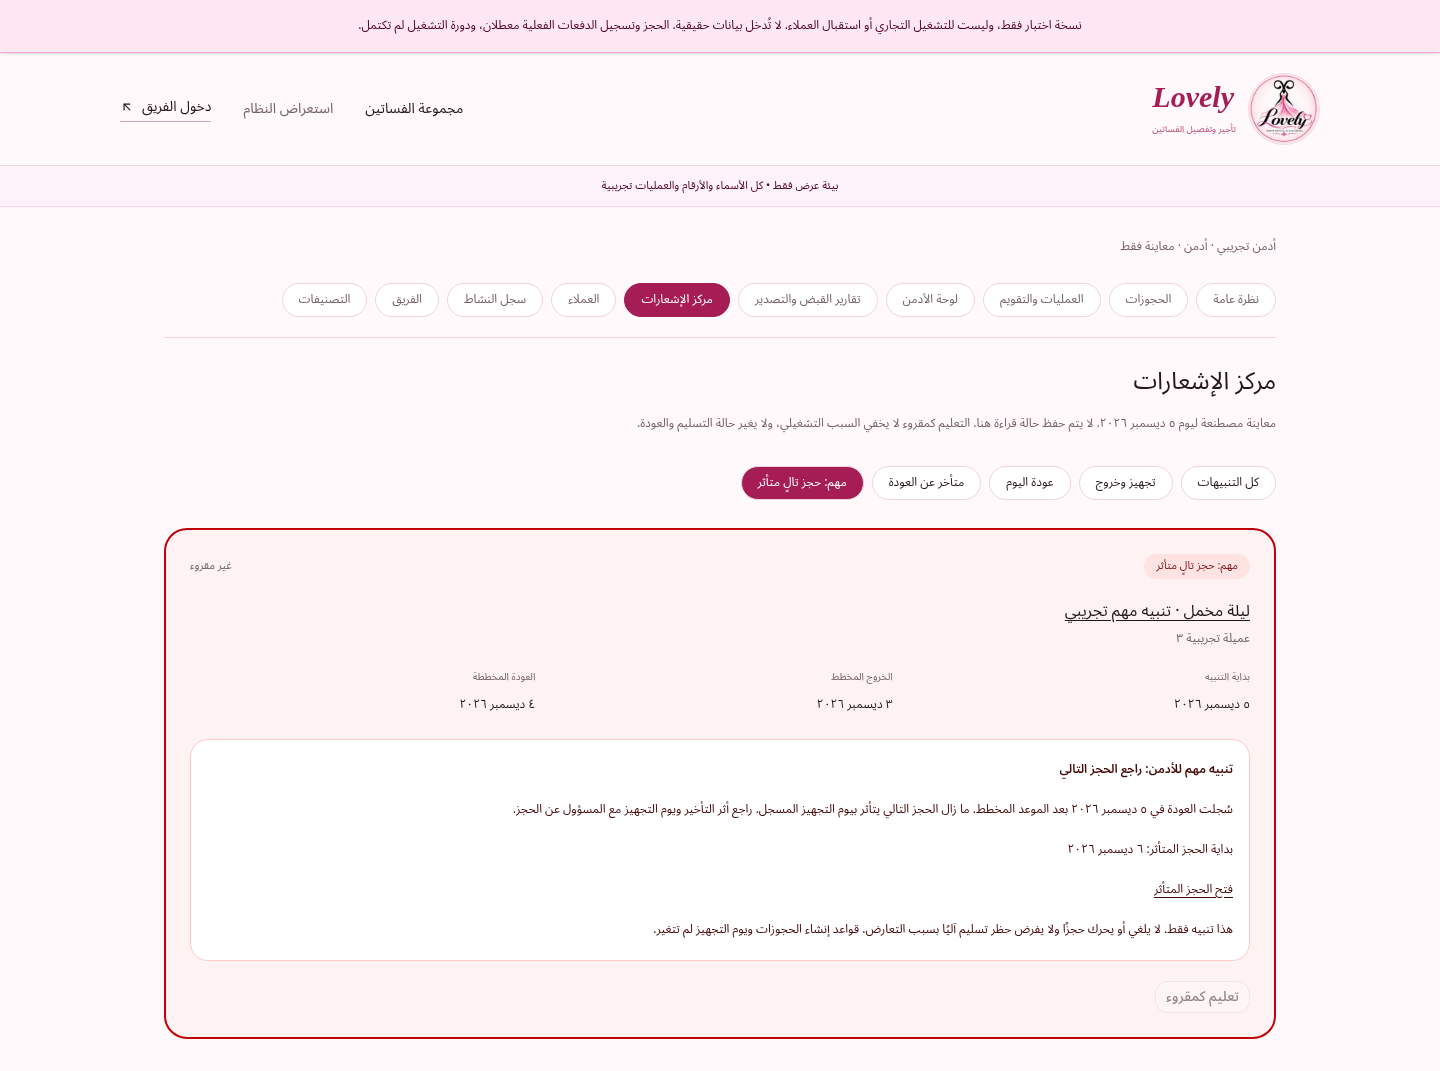 نسخة اختبار فقط، وليست للتشغيل التجاري أو استقبال العملاء. لا تُدخل بيانات حقيقية. الحجز وتسجيل الدفعات الفعلية معطلان، ودورة التشغيل لم تكتمل.
Lovely
Lovely
تأجير وتفصيل الفساتين
مجموعة الفساتين
استعراض النظام
دخول الفريق
بيئة عرض فقط • كل الأسماء والأرقام والعمليات تجريبية
أدمن تجريبي · أدمن · معاينة فقط
نظرة عامة
الحجوزات
العمليات والتقويم
لوحة الأدمن
تقارير القبض والتصدير
مركز الإشعارات
العملاء
سجل النشاط
الفريق
التصنيفات
مركز الإشعارات
معاينة مصطنعة ليوم ٥ ديسمبر ٢٠٢٦. لا يتم حفظ حالة قراءة هنا. التعليم كمقروء لا يخفي السبب التشغيلي، ولا يغير حالة التسليم والعودة.
كل التنبيهات
تجهيز وخروج
عودة اليوم
متأخر عن العودة
مهم: حجز تالٍ متأثر
مهم: حجز تالٍ متأثر
غير مقروء
ليلة مخمل · تنبيه مهم تجريبي
عميلة تجريبية ٣
بداية التنبيه
الخروج المخطط
العودة المخططة
٥ ديسمبر ٢٠٢٦
٣ ديسمبر ٢٠٢٦
٤ ديسمبر ٢٠٢٦
تنبيه مهم للأدمن: راجع الحجز التالي
سُجلت العودة في ٥ ديسمبر ٢٠٢٦ بعد الموعد المخطط. ما زال الحجز التالي يتأثر بيوم التجهيز المسجل. راجع أثر التأخير ويوم التجهيز مع المسؤول عن الحجز.
بداية الحجز المتأثر: ٦ ديسمبر ٢٠٢٦
فتح الحجز المتأثر
هذا تنبيه فقط. لا يلغي أو يحرك حجزًا ولا يفرض حظر تسليم آليًا بسبب التعارض. قواعد إنشاء الحجوزات ويوم التجهيز لم تتغير.
تعليم كمقروء